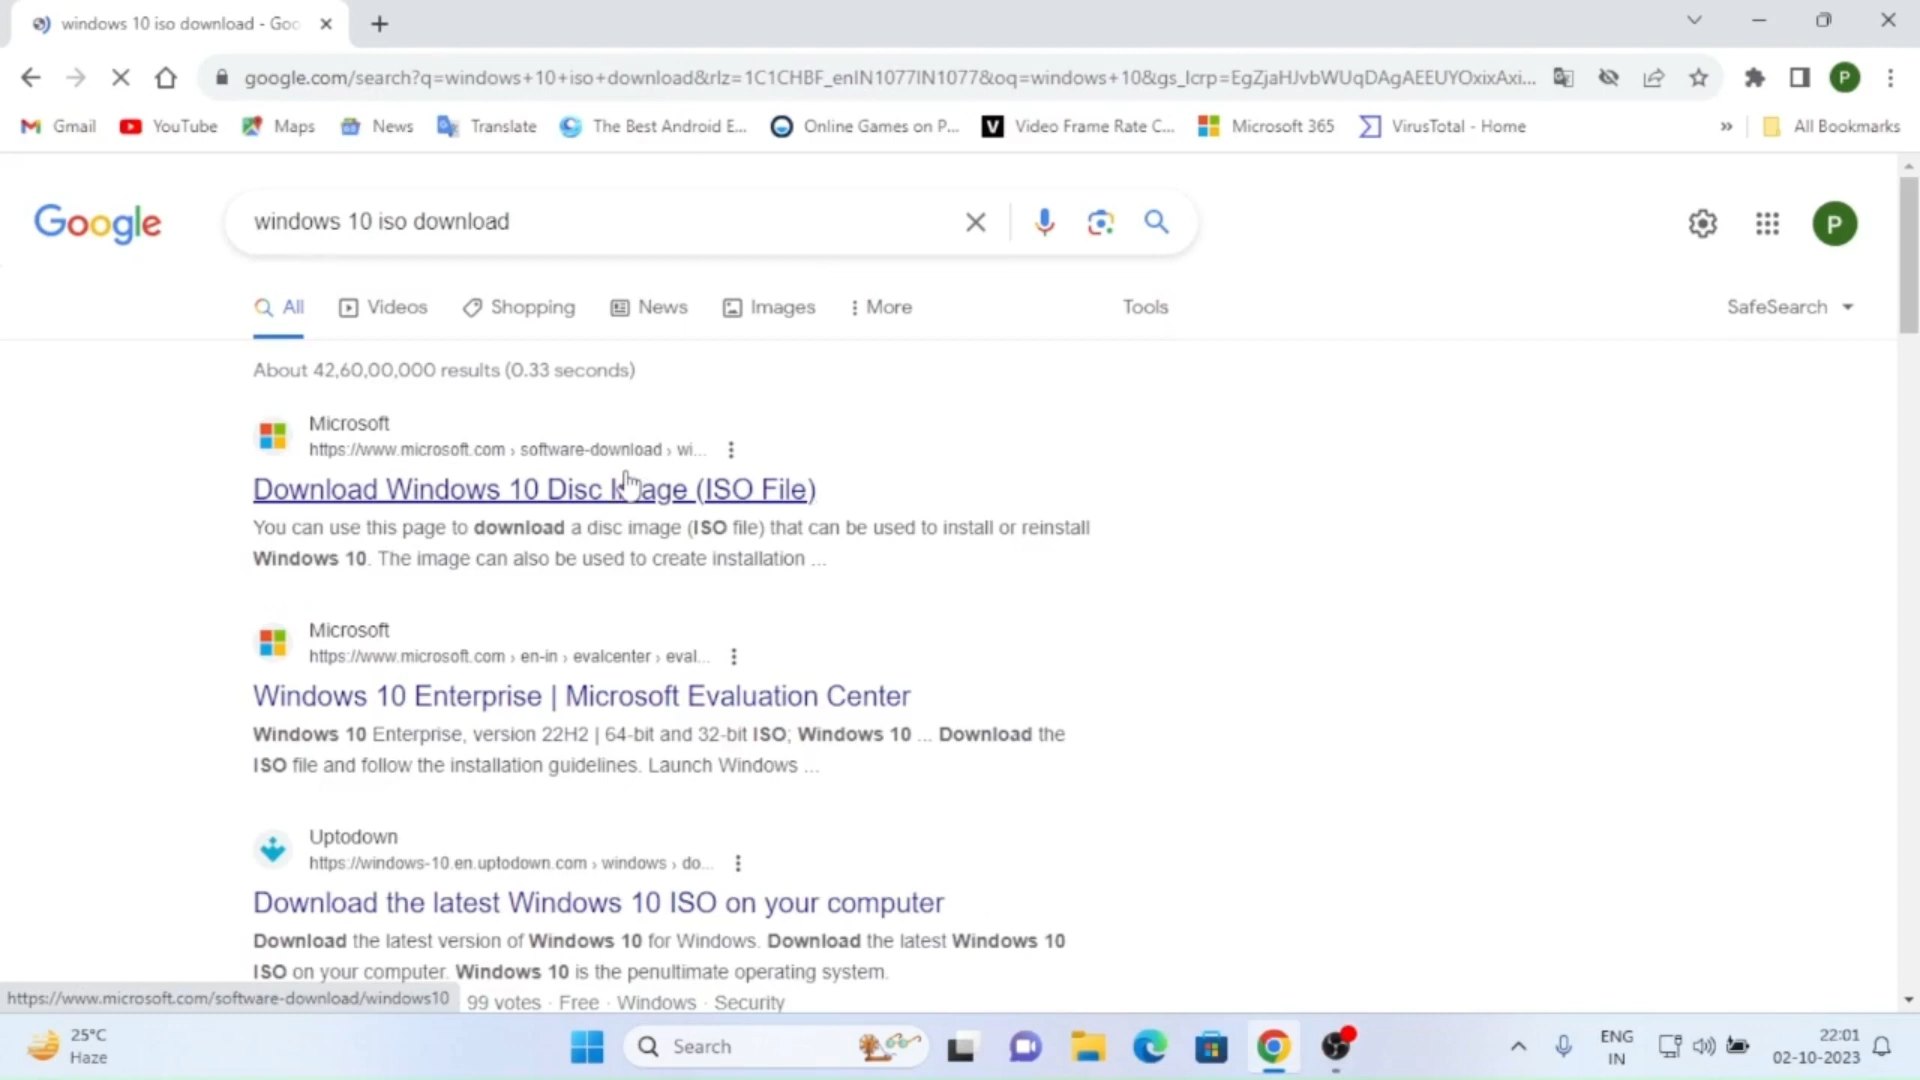 windows 10 iso download - Goo
google.com/search?q=windows+10+iso+download&rlz=1C1CHBF_enIN1077IN1077&oq=windows+10&gs_lcrp=EgZjaHJvbWUqDAgAEEUYOxixAxi...
P
Gmail
YouTube
Maps
News
Translate
The Best Android E...
Online Games on P...
V
Video Frame Rate C...
Microsoft 365
VirusTotal - Home
»
All Bookmarks
Google
windows 10 iso download
P
All
Videos
Shopping
News
Images
More
Tools
SafeSearch
About 42,60,00,000 results (0.33 seconds)
Microsoft
https://www.microsoft.com › software-download › wi...
Download Windows 10 Disc Image (ISO File)
You can use this page to download a disc image (ISO file) that can be used to install or reinstall
Windows 10. The image can also be used to create installation ...
Microsoft
https://www.microsoft.com › en-in › evalcenter › eval...
Windows 10 Enterprise | Microsoft Evaluation Center
Windows 10 Enterprise, version 22H2 | 64-bit and 32-bit ISO; Windows 10 ... Download the
ISO file and follow the installation guidelines. Launch Windows ...
Uptodown
https://windows-10.en.uptodown.com › windows › do...
Download the latest Windows 10 ISO on your computer
Download the latest version of Windows 10 for Windows. Download the latest Windows 10
ISO on your computer. Windows 10 is the penultimate operating system.
https://www.microsoft.com/software-download/windows10
99 votes · Free · Windows · Security
25°C
Haze
Search
ENG
IN
22:01
02-10-2023